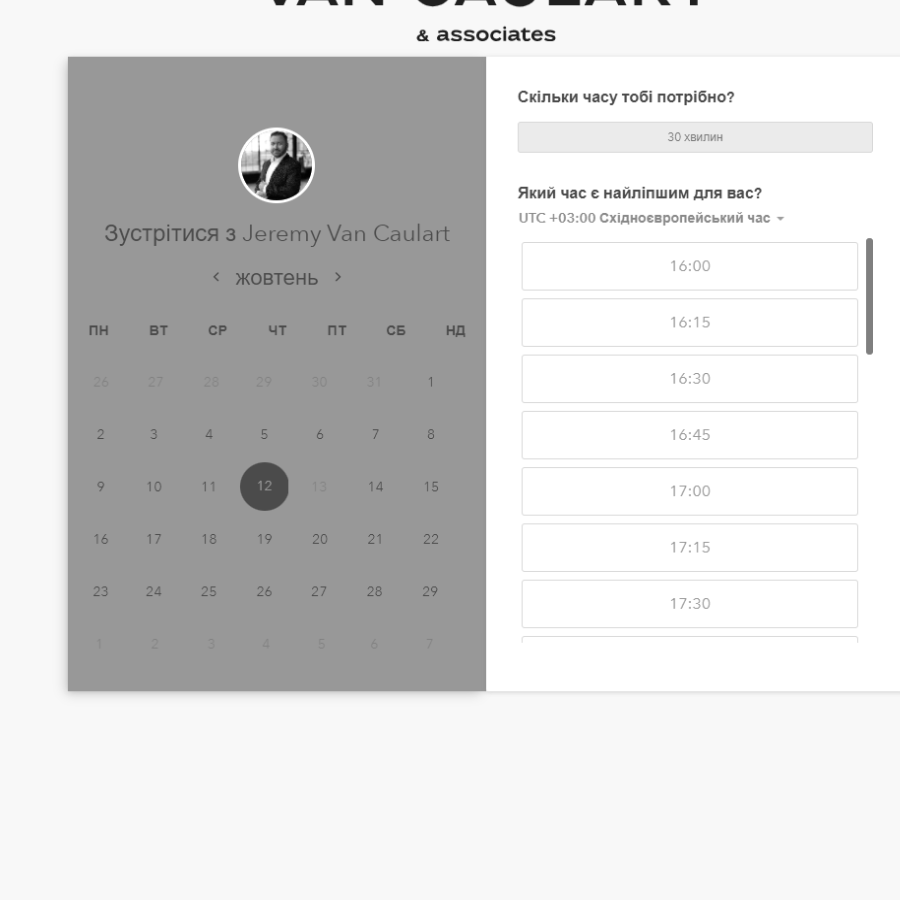 VAN CAULART
& associates
Зустрітися з Jeremy Van Caulart
жовтень
ПН ВТ СР ЧТ ПТ СБ НД
26 27 28 29 30 31 1
2 3 4 5 6 7 8
9 10 11 12 13 14 15
16 17 18 19 20 21 22
23 24 25 26 27 28 29
1 2 3 4 5 6 7
Скільки часу тобі потрібно?
30 хвилин
Який час є найліпшим для вас?
UTC +03:00 Східноєвропейський час
16:00
16:15
16:30
16:45
17:00
17:15
17:30